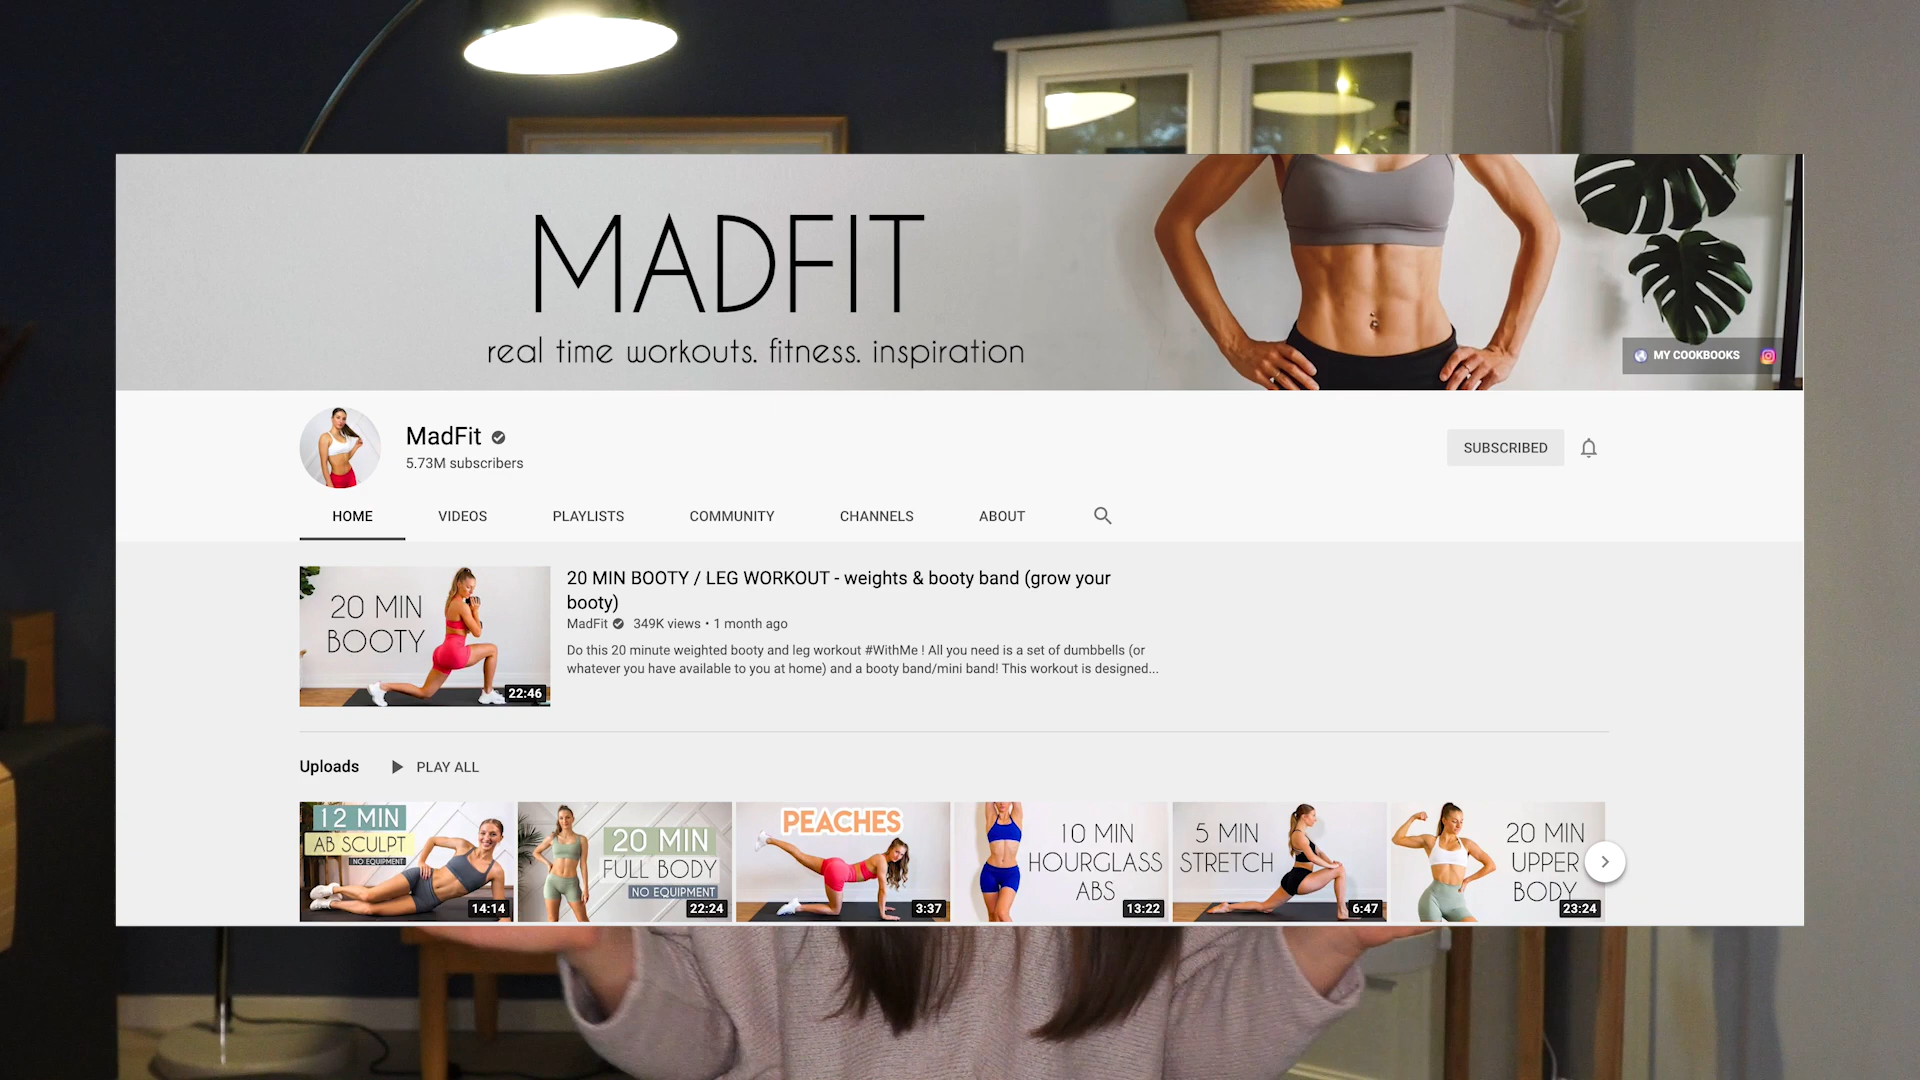 MADFIT
real time workouts. fitness. inspiration
MY COOKBOOKS
MadFit
5.73M subscribers
SUBSCRIBED
HOME
VIDEOS
PLAYLISTS
COMMUNITY
CHANNELS
ABOUT
20 MIN
BOOTY
22:46
20 MIN BOOTY / LEG WORKOUT - weights & booty band (grow your
booty)
MadFit 349K views • 1 month ago
Do this 20 minute weighted booty and leg workout #WithMe ! All you need is a set of dumbbells (or
whatever you have available to you at home) and a booty band/mini band! This workout is designed...
Uploads
PLAY ALL
12 MIN
AB SCULPT
NO EQUIPMENT
14:14
20 MIN
FULL BODY
NO EQUIPMENT
22:24
PEACHES
3:37
10 MIN
HOURGLASS
ABS
13:22
5 MIN
STRETCH
6:47
20 MIN
UPPER
BODY
23:24